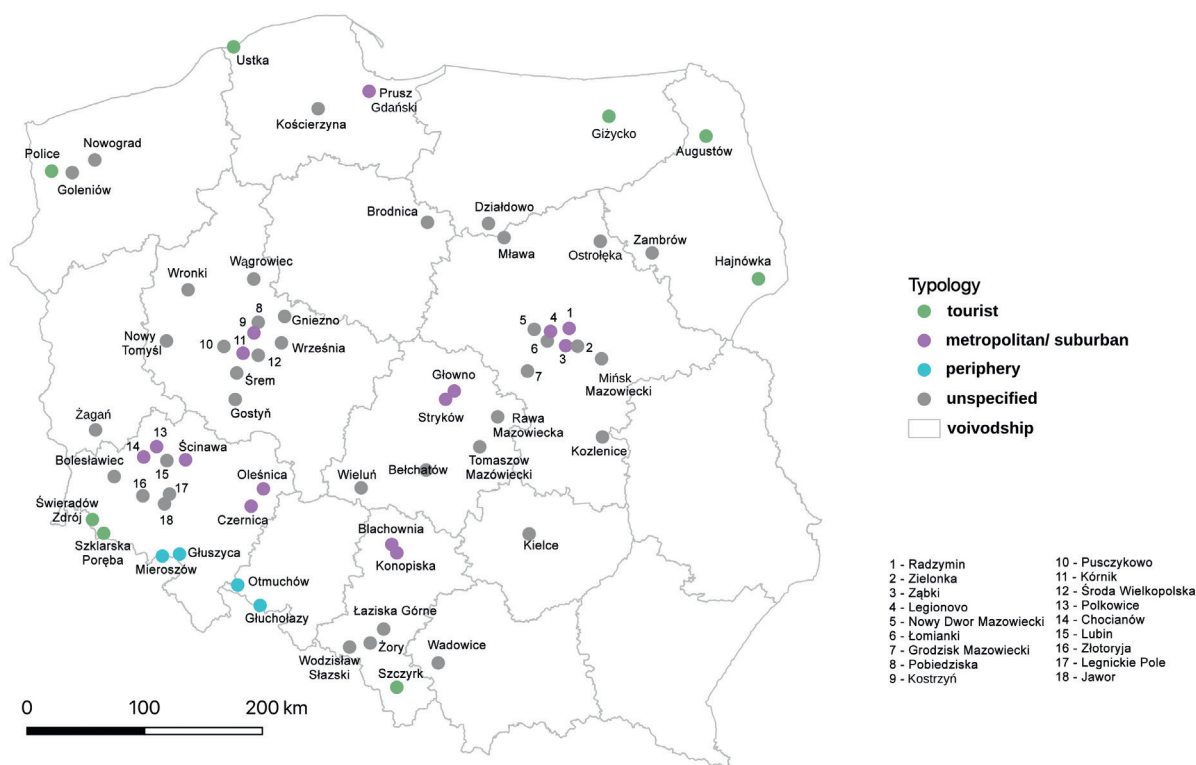 Ustka
Prusz
Gdański
Kościerzyna
Giżycko
Augustów
Nowograd
Police
Goleniów
Brodnica
Działdowo
Mława
Ostrołęka
Zambrów
Hajnówka
Wągrowiec
Wronki
8
Gniezno
9
11
10
12
Września
Nowy
Tomyśl
Śrem
Gostyň
5
4
1
6
3
2
7
Mińsk
Mazowiecki
Głowno
Stryków
Rawa
Mazowiecka
Kozlenice
Tomaszow
Mazówiecki
Bełchatów
Wieluń
Żagań
13
14
Ścinawa
15
Bolesławiec
16
17
18
Oleśnica
Czernica
Świeradów
Zdrój
Szklarska
Poręba
Głuszyca
Mieroszów
Otmuchów
Głuchołazy
Blachownia
Konopiska
Kielce
Łaziska Górne
Żory
Wodzisław
Słazski
Szczyrk
Wadowice
Typology
tourist
metropolitan/ suburban
periphery
unspecified
voivodship
1 - Radzymin
2 - Zielonka
3 - Ząbki
4 - Legionovo
5 - Nowy Dwor Mazowiecki
6 - Łomianki
7 - Grodzisk Mazowiecki
8 - Pobiedziska
9 - Kostrzyń
10 - Pusczykowo
11 - Kórnik
12 - Środa Wielkopolska
13 - Polkowice
14 - Chocianów
15 - Lubin
16 - Złotoryja
17 - Legnickie Pole
18 - Jawor
0 100 200 km